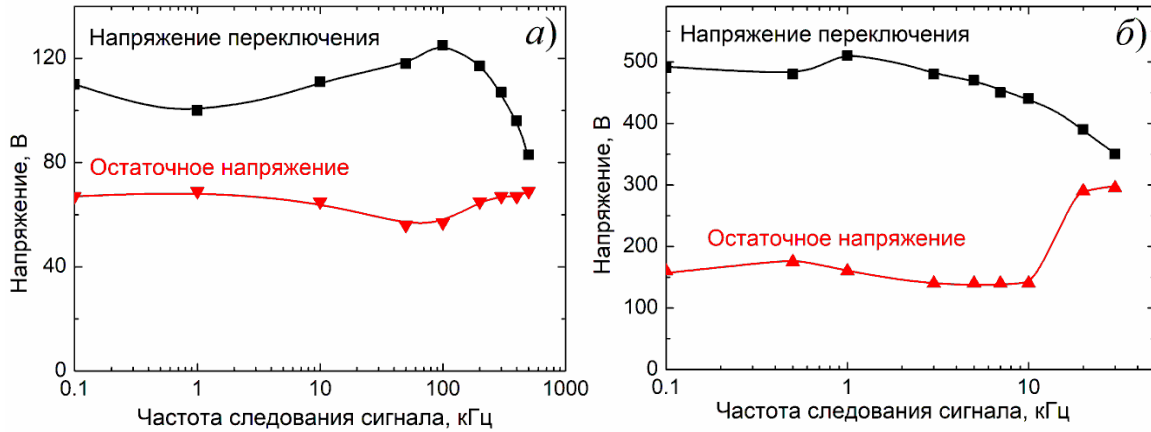 а)
Напряжение переключения
Остаточное напряжение
Напряжение, В
120
80
40
0
0.1 1 10 100 1000
Частота следования сигнала, кГц
б)
Напряжение переключения
Остаточное напряжение
Напряжение, В
500
400
300
200
100
0
0.1 1 10
Частота следования сигнала, кГц